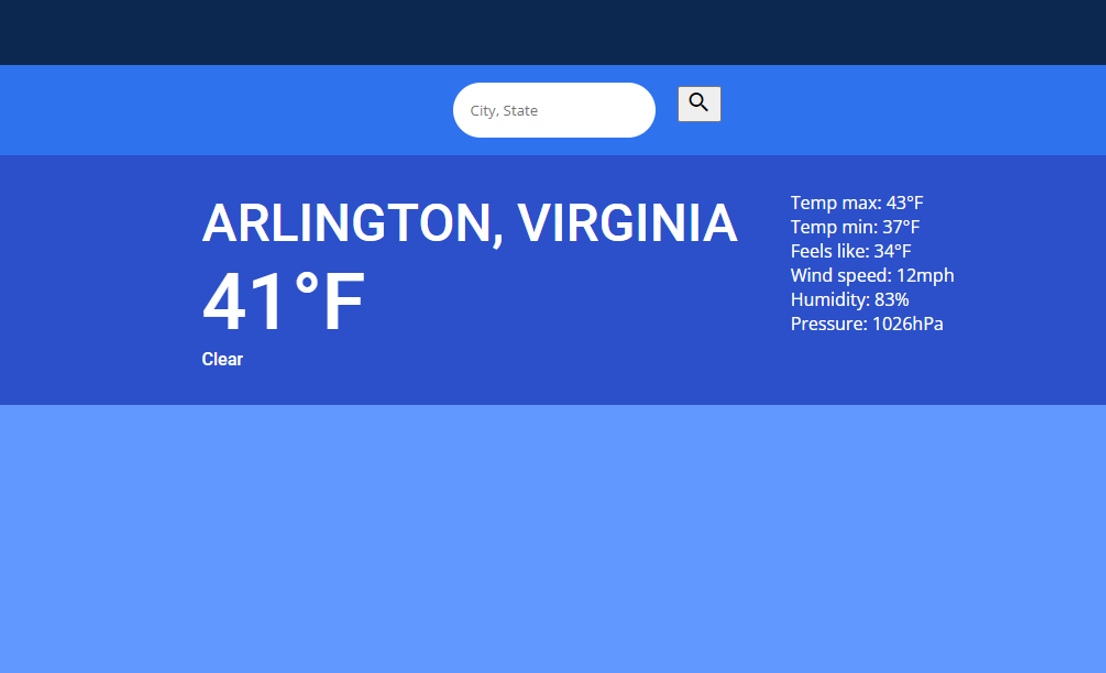 City, State
ARLINGTON, VIRGINIA
41°F
Clear
Temp max: 43°F
Temp min: 37°F
Feels like: 34°F
Wind speed: 12mph
Humidity: 83%
Pressure: 1026hPa